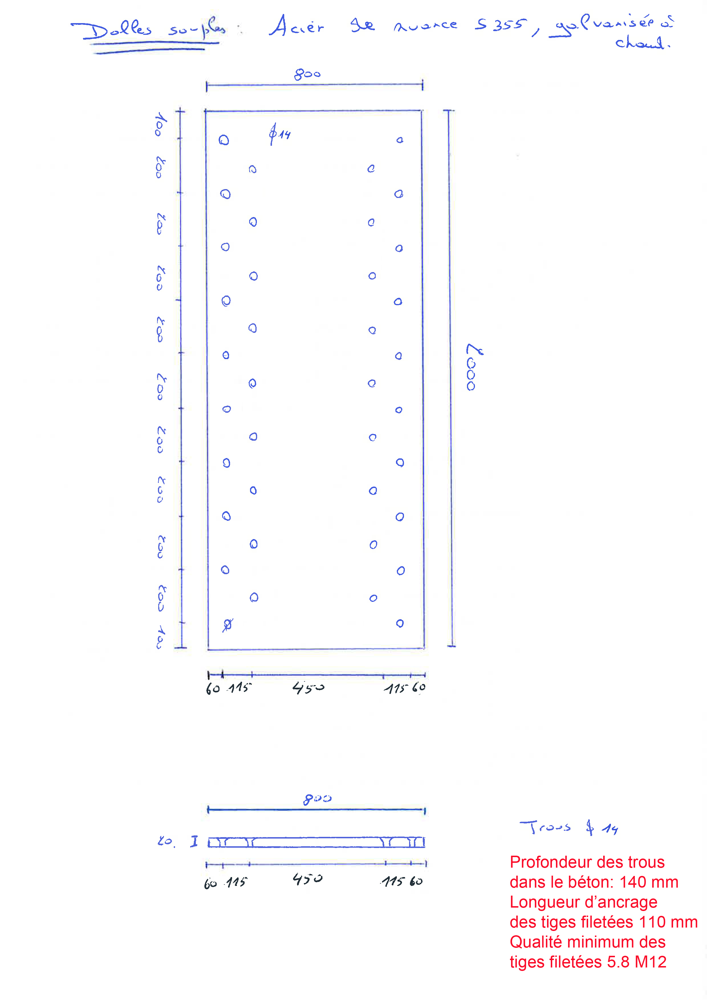 Dalles souples : Acier de nuance S 355, galvanisée à
chaud.
800
100
φ 14
200
200
200
200
2000
200
200
200
200
200
100
60 115 450 115 60
800
20.
Trous φ 14
60 115 450 115 60
Profondeur des trous
dans le béton: 140 mm
Longueur d’ancrage
des tiges filetées 110 mm
Qualité minimum des
tiges filetées 5.8 M12